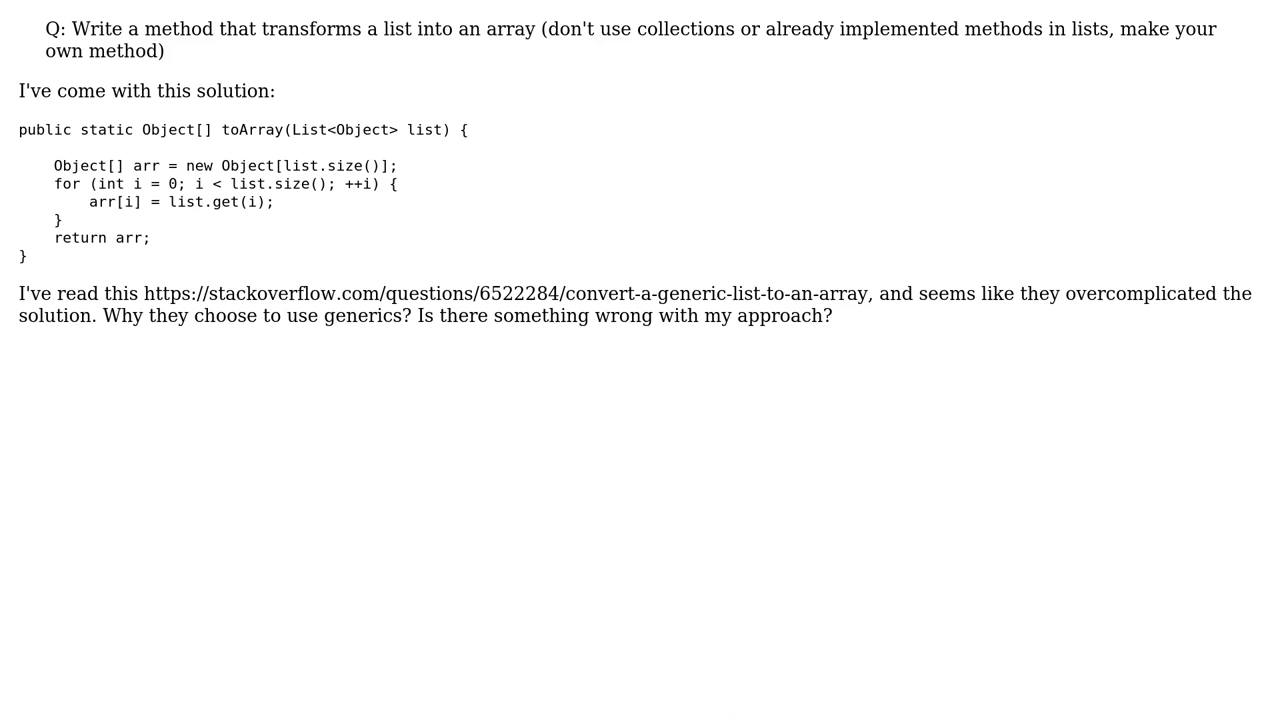 Q: Write a method that transforms a list into an array (don't use collections or already implemented methods in lists, make your
own method)
I've come with this solution:
public static Object[] toArray(List<Object> list) {
    Object[] arr = new Object[list.size()];
    for (int i = 0; i < list.size(); ++i) {
        arr[i] = list.get(i);
    }
    return arr;
}
I've read this https://stackoverflow.com/questions/6522284/convert-a-generic-list-to-an-array, and seems like they overcomplicated the
solution. Why they choose to use generics? Is there something wrong with my approach?